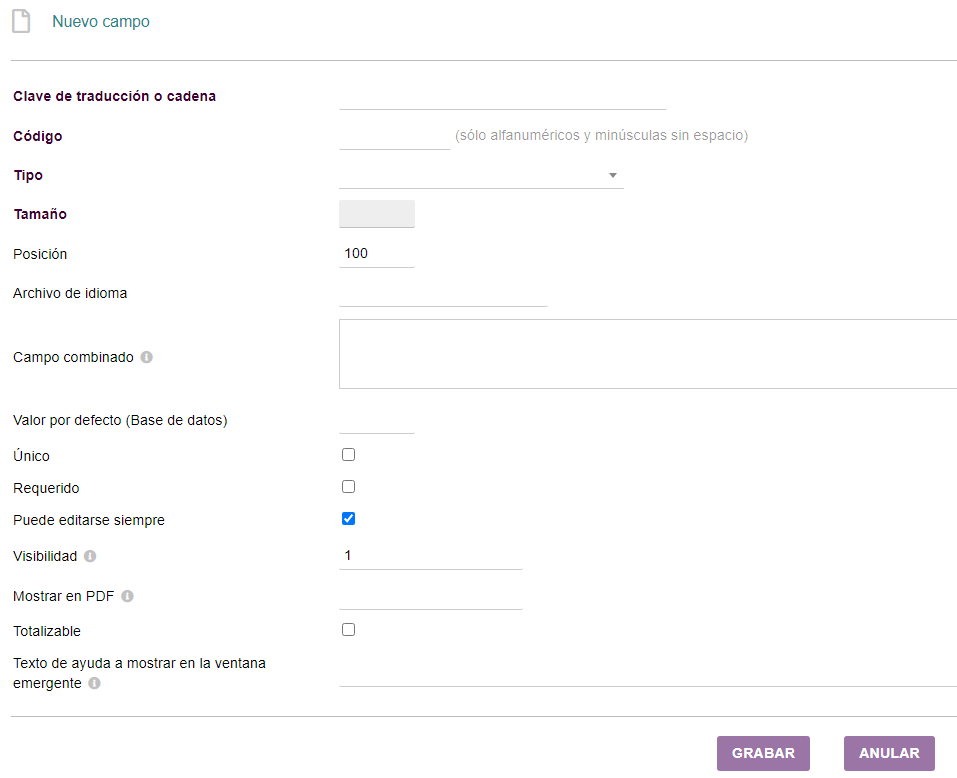 Nuevo campo
Clave de traducción o cadena
Código (sólo alfanuméricos y minúsculas sin espacio)
Tipo
Tamaño
Posición 100
Archivo de idioma
Campo combinado
Valor por defecto (Base de datos)
Único
Requerido
Puede editarse siempre
Visibilidad 1
Mostrar en PDF
Totalizable
Texto de ayuda a mostrar en la ventana
emergente
GRABAR ANULAR